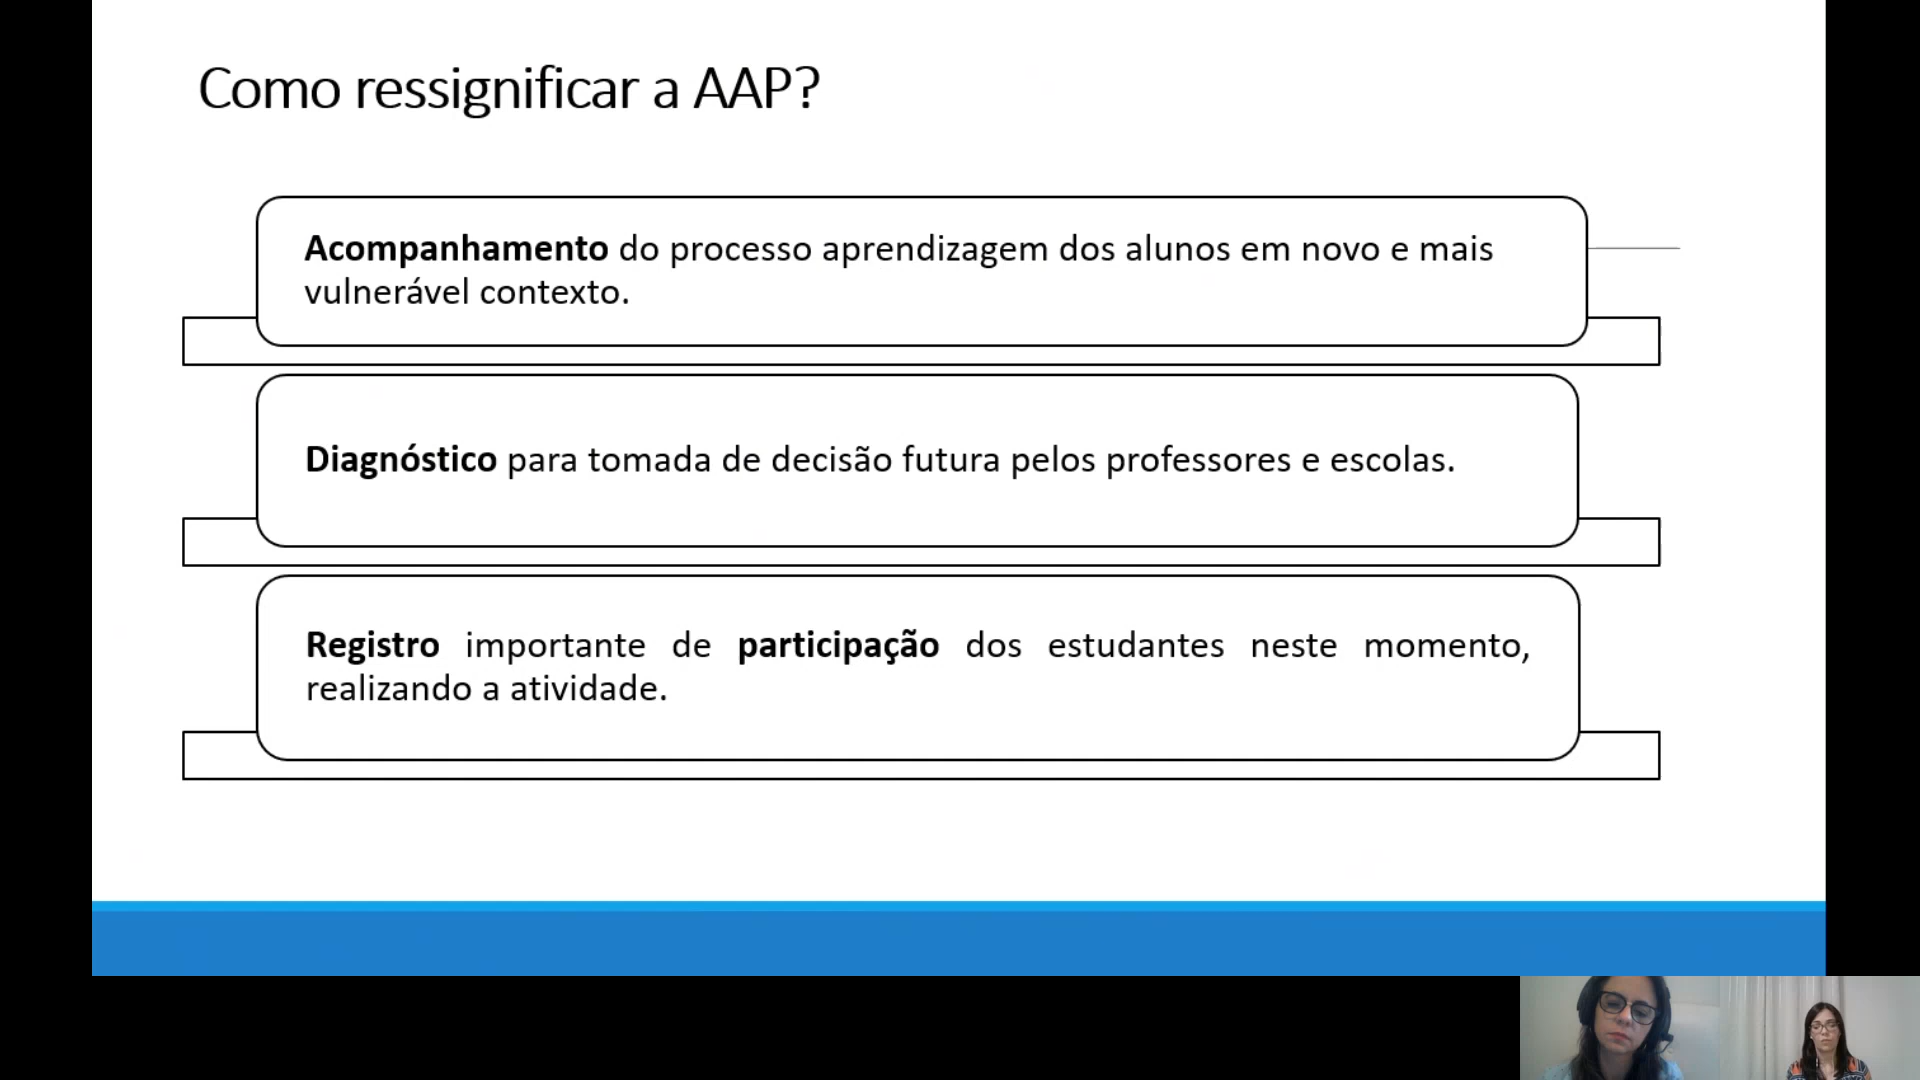 Como ressignificar a AAP?
Acompanhamento do processo aprendizagem dos alunos em novo e mais
vulnerável contexto.
Diagnóstico para tomada de decisão futura pelos professores e escolas.
Registro importante de participação dos estudantes neste momento,
realizando a atividade.